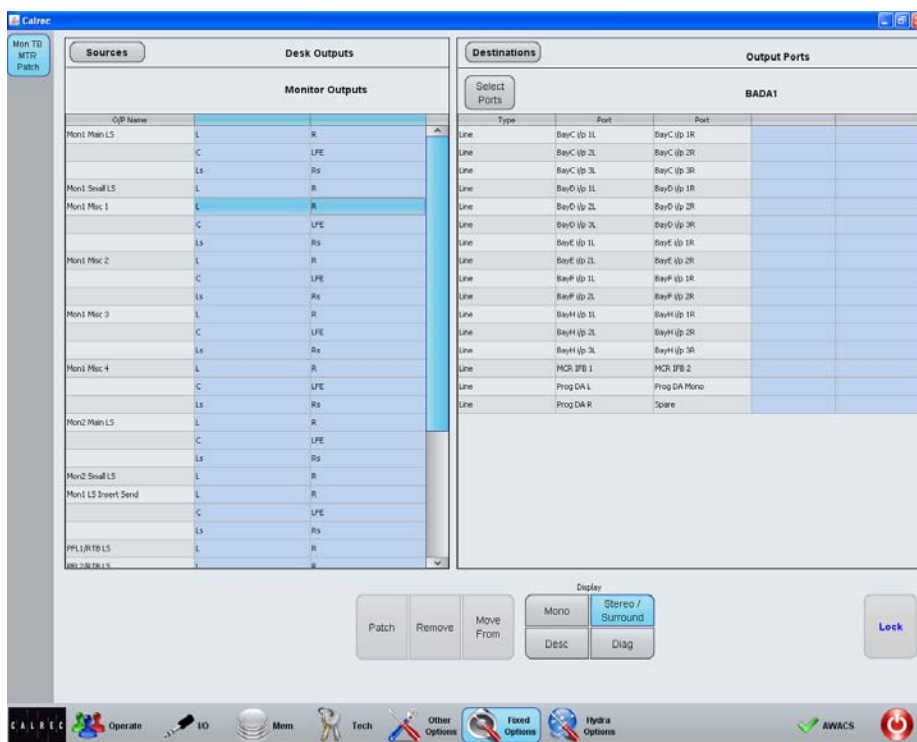 Calrec
Mon TB
MTR
Patch
Sources
Desk Outputs
Monitor Outputs
O/P Name
Mon1 Main LS L R
C LFE
Ls Rs
Mon1 Small LS L R
Mon1 Misc 1 L R
C LFE
Ls Rs
Mon1 Misc 2 L R
C LFE
Ls Rs
Mon1 Misc 3 L R
C LFE
Ls Rs
Mon1 Misc 4 L R
C LFE
Ls Rs
Mon2 Main LS L R
C LFE
Ls Rs
Mon2 Small LS L R
Mon1 LS Insert Send L R
C LFE
Ls Rs
PFL1/RTB LS L R
PFL2/RTB LS L R
Destinations
Output Ports
Select
Ports
BADA1
Type Port Port
Line BayC i/p 1L BayC i/p 1R
Line BayC i/p 2L BayC i/p 2R
Line BayC i/p 3L BayC i/p 3R
Line BayD i/p 1L BayD i/p 1R
Line BayD i/p 2L BayD i/p 2R
Line BayD i/p 3L BayD i/p 3R
Line BayE i/p 1L BayE i/p 1R
Line BayE i/p 2L BayE i/p 2R
Line BayF i/p 1L BayF i/p 1R
Line BayF i/p 2L BayF i/p 2R
Line BayH i/p 1L BayH i/p 1R
Line BayH i/p 2L BayH i/p 2R
Line BayH i/p 3L BayH i/p 3R
Line MCR IFB 1 MCR IFB 2
Line Prog DA L Prog DA Mono
Line Prog DA R Spare
Patch
Remove
Move
From
Display
Mono
Stereo /
Surround
Desc
Diag
Lock
CALREC
Operate
I/O
Mem
Tech
Other
Options
Fixed
Options
Hydra
Options
AWACS